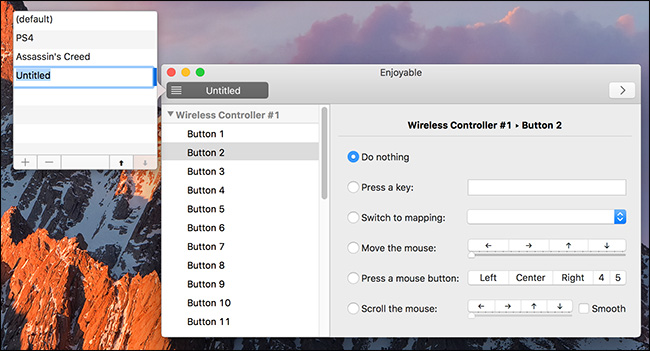 (default)
PS4
Assassin's Creed
Untitled
Enjoyable
Untitled
Wireless Controller #1
Button 1
Button 2
Button 3
Button 4
Button 5
Button 6
Button 7
Button 8
Button 9
Button 10
Button 11
Wireless Controller #1 ▸ Button 2
Do nothing
Press a key:
Switch to mapping:
Move the mouse: ← → ↑ ↓
Press a mouse button: Left Center Right 4 5
Scroll the mouse: ← → ↑ ↓ Smooth